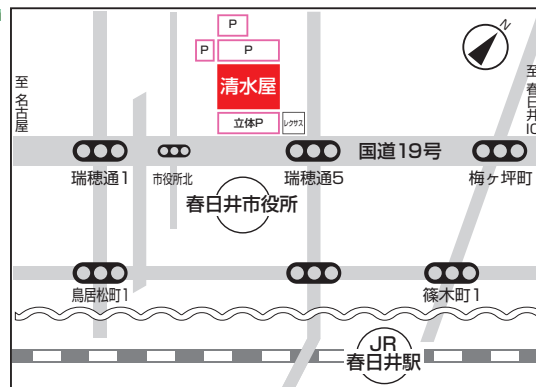 P
N
P
P
至 名古屋
清水屋
至 春日井IC
立体P
レクサス
国道19号
瑞穂通1
市役所北
瑞穂通5
梅ヶ坪町
春日井市役所
鳥居松町1
篠木町1
JR
春日井駅